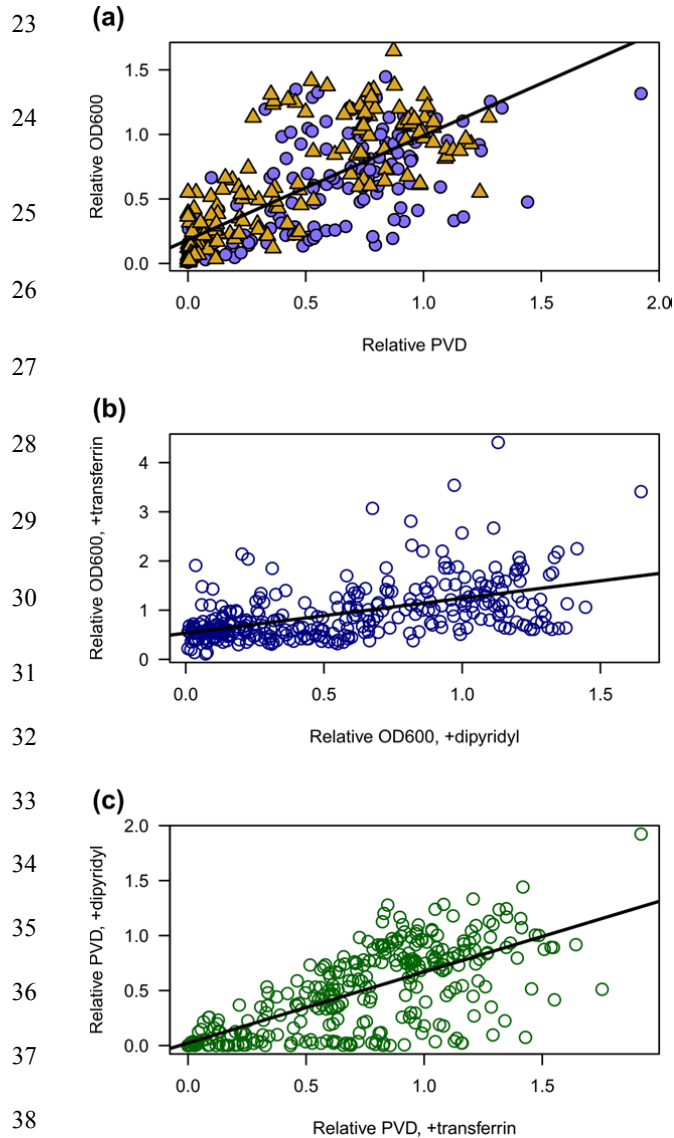 23
(a)
1.5
24
1.0
Relative OD600
0.5
25
0.0
26
0.0 0.5 1.0 1.5 2.0
Relative PVD
27
(b)
28
4
3
29
2
30
Relative OD600, +transferrin
1
31
0
0.0 0.5 1.0 1.5
32
Relative OD600, +dipyridyl
33
(c)
2.0
34
1.5
35
1.0
Relative PVD, +dipyridyl
36
0.5
37
0.0
0.0 0.5 1.0 1.5
38
Relative PVD, +transferrin